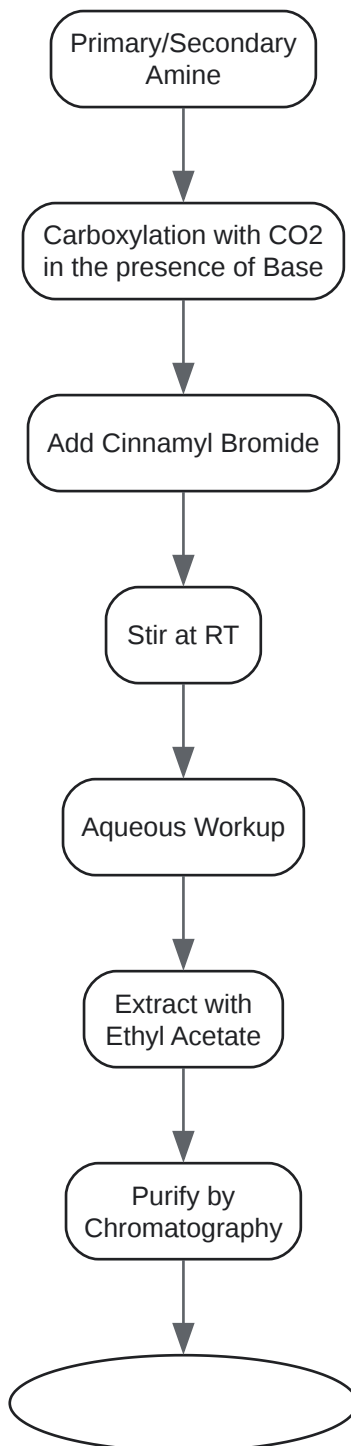 Primary/Secondary
Amine
Carboxylation with CO2
in the presence of Base
Add Cinnamyl Bromide
Stir at RT
Aqueous Workup
Extract with
Ethyl Acetate
Purify by
Chromatography